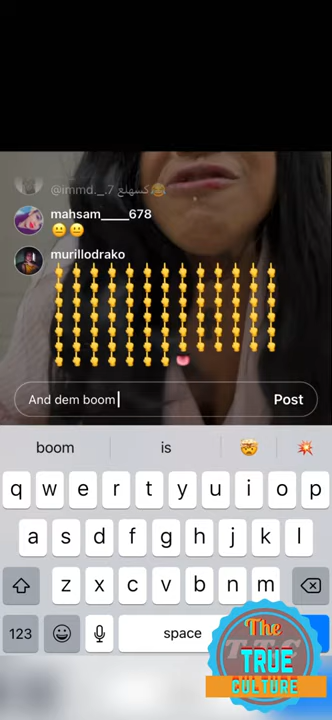 @immd._.7 كسهلع 😂
mahsam____678
😐😐
murillodrako
And dem boom
Post
boom is 🤯 💥
q w e r t y u i o p
a s d f g h j k l
z x c v b n m
123 space
The
T.T.C
TRUE
CULTURE